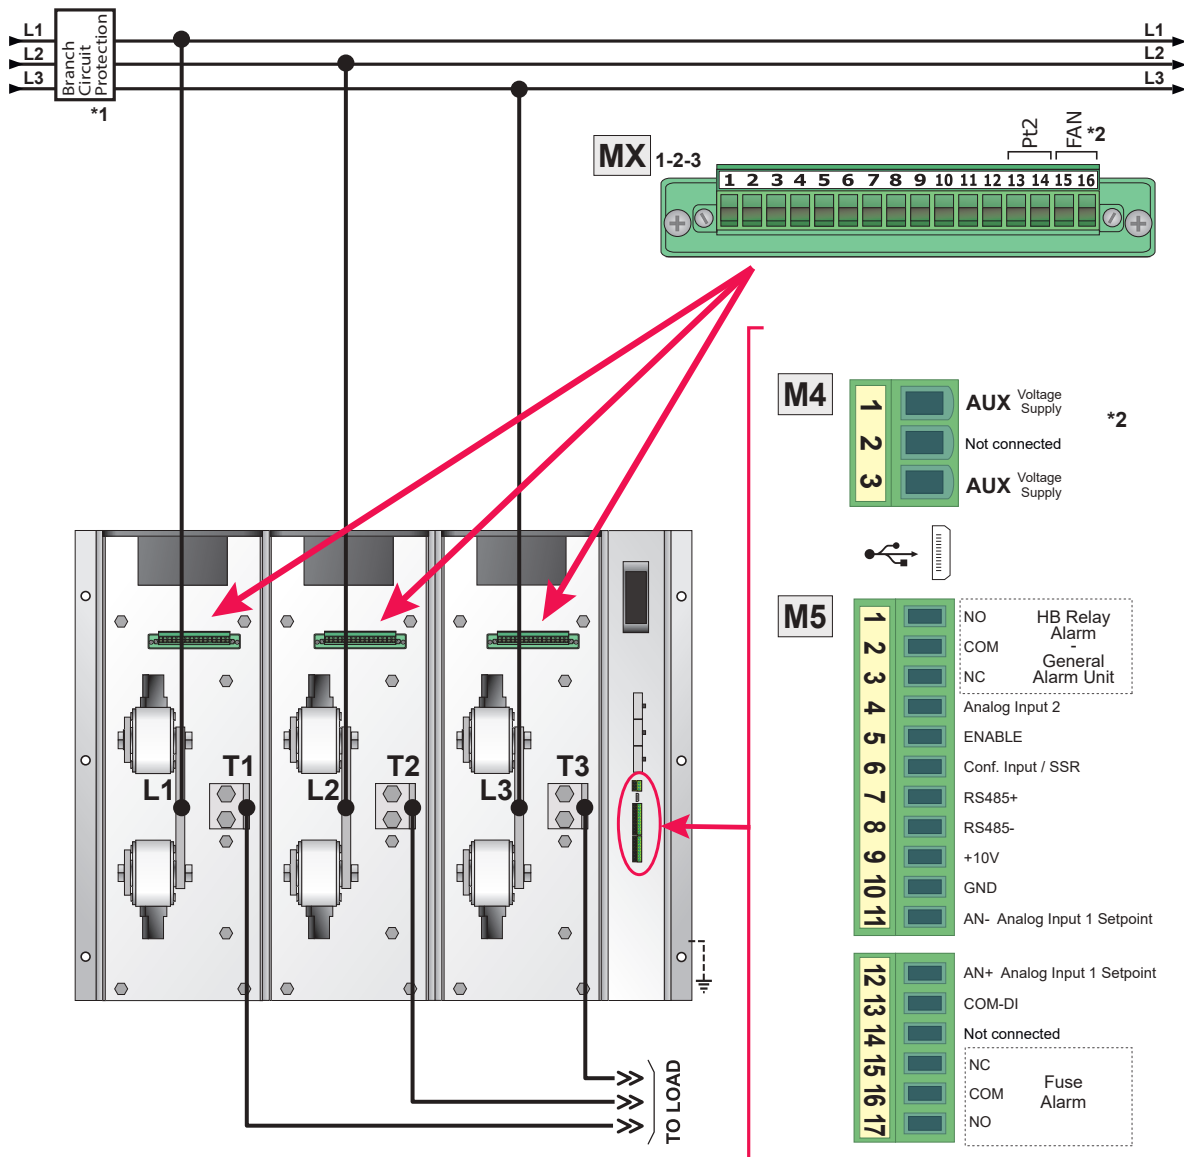 L1
L2
L3
Branch
Circuit
Protection
*1
L1
L2
L3
Pt2
FAN
*2
MX 1-2-3
1 2 3 4 5 6 7 8 9 10 11 12 13 14 15 16
M4
1 AUX Voltage Supply
2 Not connected
3 AUX Voltage Supply
*2
M5
1 NO
2 COM
3 NC
HB Relay
Alarm
-
General
Alarm Unit
4 Analog Input 2
5 ENABLE
6 Conf. Input / SSR
7 RS485+
8 RS485-
9 +10V
10 GND
11 AN- Analog Input 1 Setpoint
12 AN+ Analog Input 1 Setpoint
13 COM-DI
14 Not connected
15 NC
16 COM
17 NO
Fuse
Alarm
L1
T1
L2
T2
L3
T3
TO LOAD